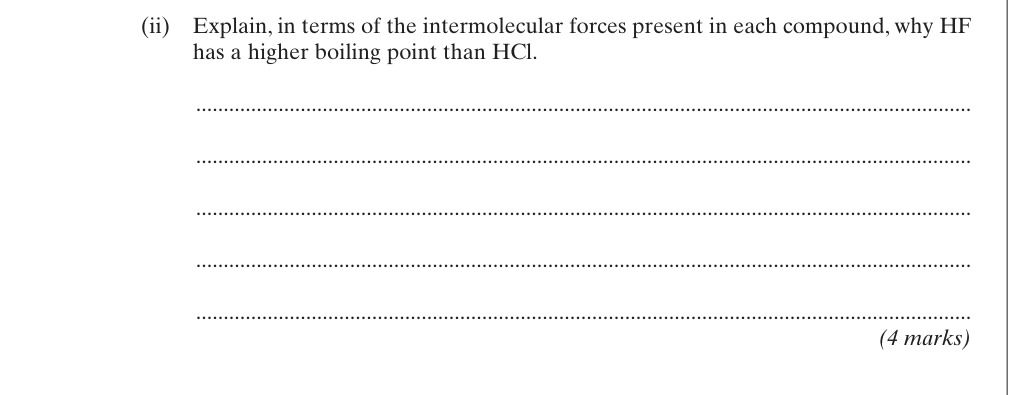 (ii) Explain, in terms of the intermolecular forces present in each compound, why HF
has a higher boiling point than HCl.
................................................................................
................................................................................
................................................................................
................................................................................
................................................................................
(4 marks)